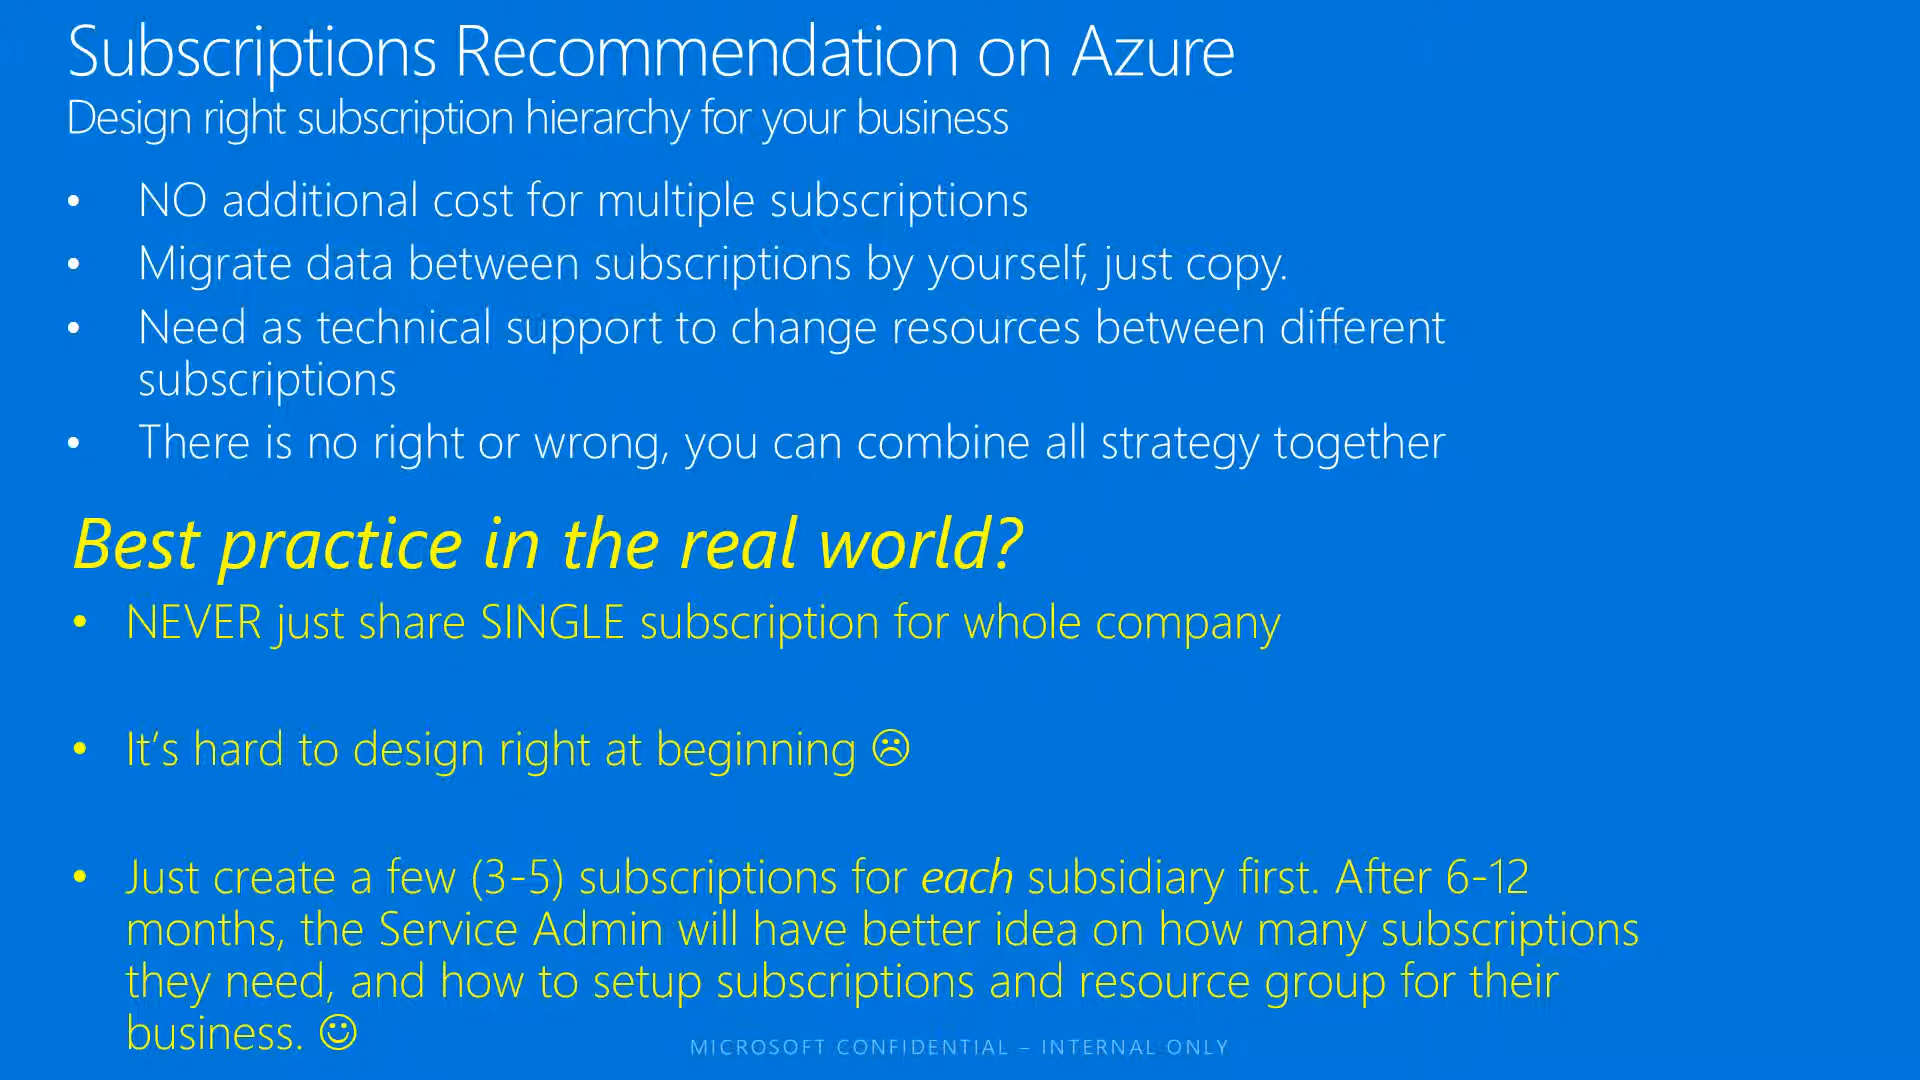 Subscriptions Recommendation on Azure
Design right subscription hierarchy for your business
• NO additional cost for multiple subscriptions
• Migrate data between subscriptions by yourself, just copy.
• Need as technical support to change resources between different
subscriptions
• There is no right or wrong, you can combine all strategy together
Best practice in the real world?
• NEVER just share SINGLE subscription for whole company
• It’s hard to design right at beginning ☹
• Just create a few (3-5) subscriptions for each subsidiary first. After 6-12
months, the Service Admin will have better idea on how many subscriptions
they need, and how to setup subscriptions and resource group for their
business. ☺
MICROSOFT CONFIDENTIAL – INTERNAL ONLY